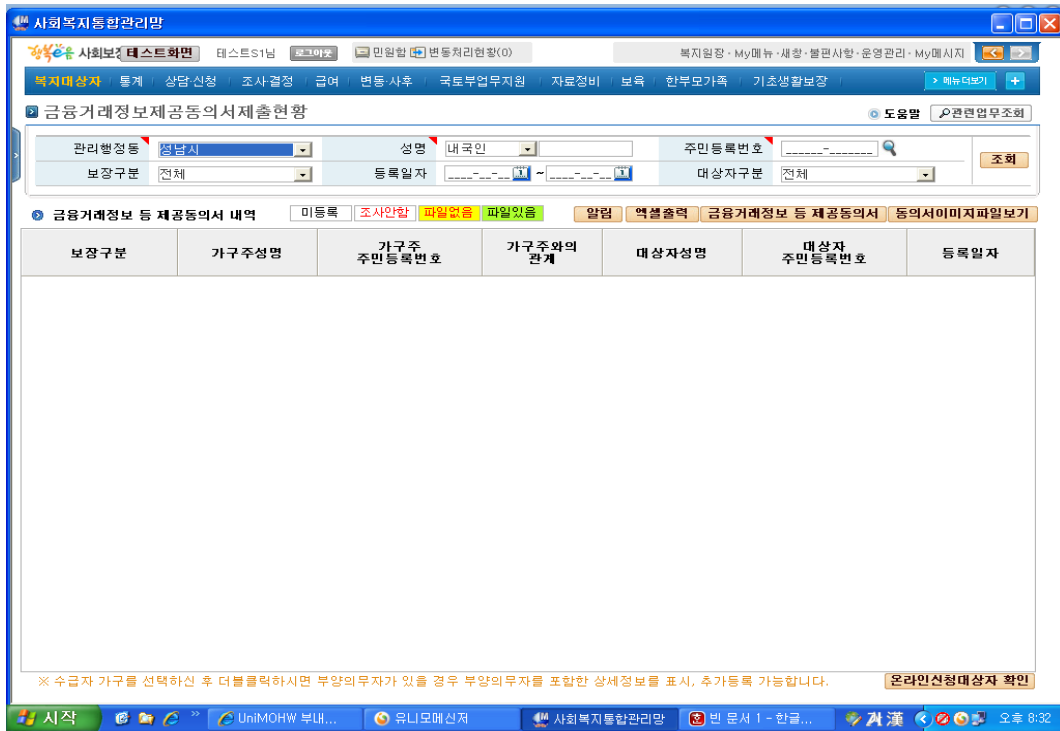 사회복지통합관리망
행복e음 사회보장 테스트화면 테스트S1님 로그아웃 민원함 변동처리현황(0) 복지원장 · My메뉴 · 새창 · 불편사항 · 운영관리 · My메시지
복지대상자 통계 상담·신청 조사·결정 급여 변동·사후 국토부업무지원 자료정비 보육 한부모가족 기초생활보장 > 메뉴더보기 +
금융거래정보제공동의서제출현황 도움말 관련업무조회
관리행정동 성남시 성명 내국인 주민등록번호 ______-_______ 조회
보장구분 전체 등록일자 ____-__-__ ~ ____-__-__ 대상자구분 전체
금융거래정보 등 제공동의서 내역 미등록 조사안함 파일없음 파일있음 알림 엑셀출력 금융거래정보 등 제공동의서 동의서이미지파일보기
보장구분 가구주성명 가구주 주민등록번호 가구주와의 관계 대상자성명 대상자 주민등록번호 등록일자
※ 수급자 가구를 선택하신 후 더블클릭하시면 부양의무자가 있을 경우 부양의무자를 포함한 상세정보를 표시, 추가등록 가능합니다. 온라인신청대상자 확인
시작 UniMOHW 부내... 유니모메신저 사회복지통합관리망 빈 문서 1 - 한글... 漢 오후 8:32